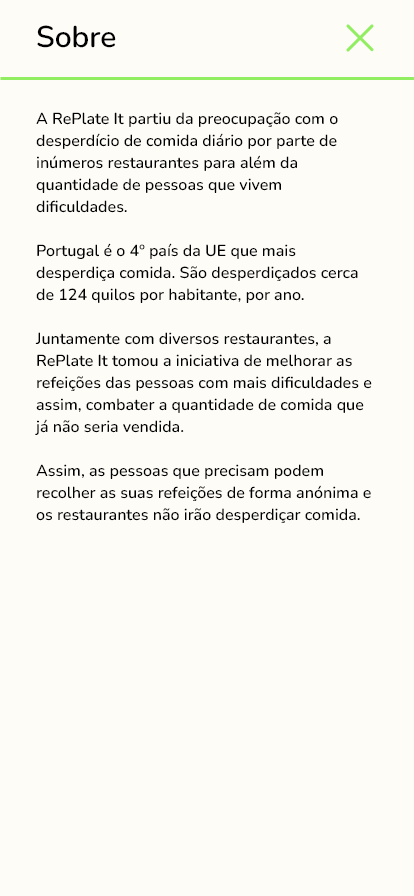 Sobre
A RePlate It partiu da preocupação com o
desperdício de comida diário por parte de
inúmeros restaurantes para além da
quantidade de pessoas que vivem
dificuldades.
Portugal é o 4º país da UE que mais
desperdiça comida. São desperdiçados cerca
de 124 quilos por habitante, por ano.
Juntamente com diversos restaurantes, a
RePlate It tomou a iniciativa de melhorar as
refeições das pessoas com mais dificuldades e
assim, combater a quantidade de comida que
já não seria vendida.
Assim, as pessoas que precisam podem
recolher as suas refeições de forma anónima e
os restaurantes não irão desperdiçar comida.